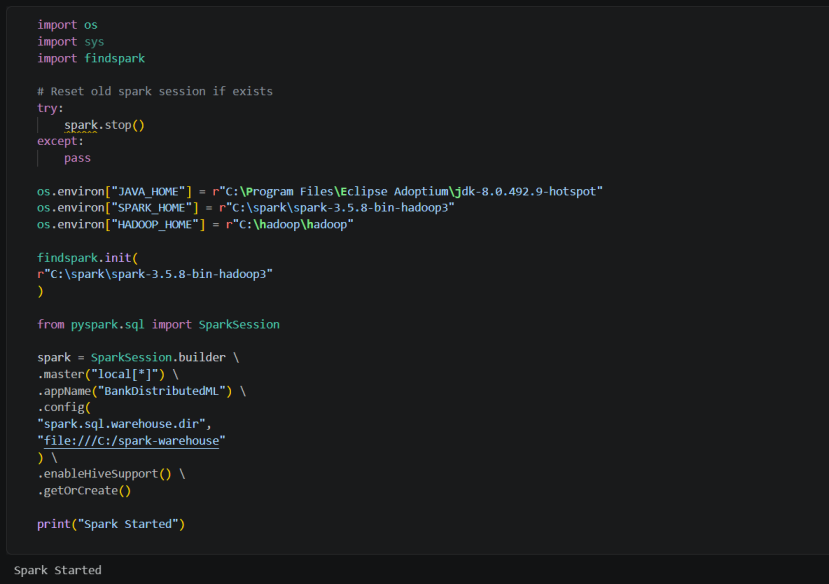 import os
import sys
import findspark
# Reset old spark session if exists
try:
spark.stop()
except:
pass
os.environ["JAVA_HOME"] = r"C:\Program Files\Eclipse Adoptium\jdk-8.0.492.9-hotspot"
os.environ["SPARK_HOME"] = r"C:\spark\spark-3.5.8-bin-hadoop3"
os.environ["HADOOP_HOME"] = r"C:\hadoop\hadoop"
findspark.init(
r"C:\spark\spark-3.5.8-bin-hadoop3"
)
from pyspark.sql import SparkSession
spark = SparkSession.builder \
.master("local[*]") \
.appName("BankDistributedML") \
.config(
"spark.sql.warehouse.dir",
"file:///C:/spark-warehouse"
) \
.enableHiveSupport() \
.getOrCreate()
print("Spark Started")
Spark Started